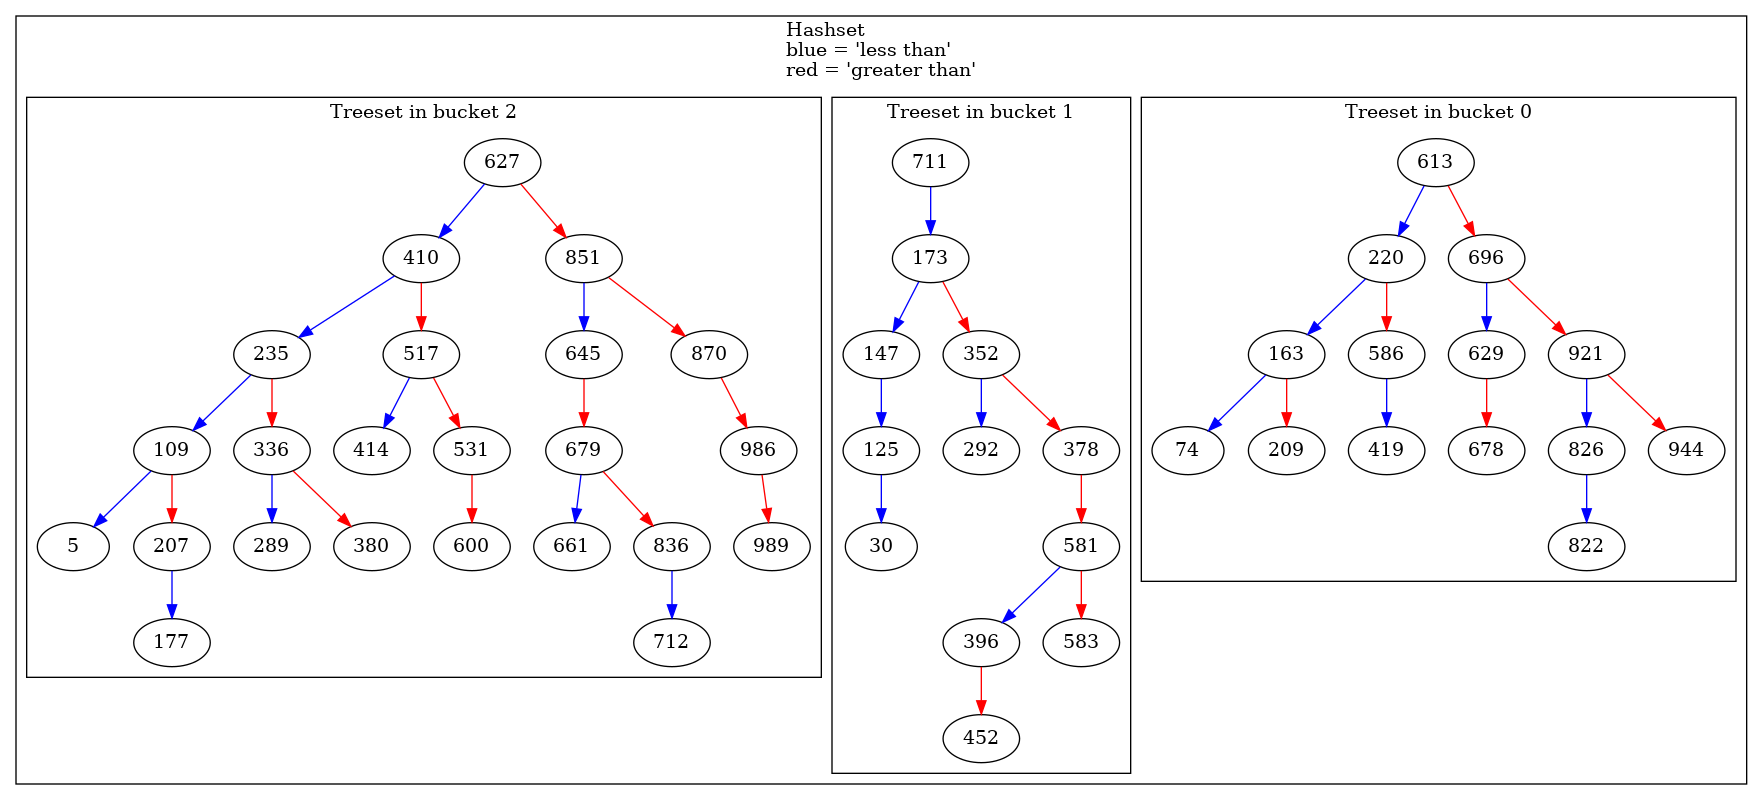 Hashset
blue = 'less than'
red = 'greater than'
Treeset in bucket 2
627
410 851
235 517 645 870
109 336 414 531 679 986
5 207 289 380 600 661 836 989
177 712
Treeset in bucket 1
711
173
147 352
125 292 378
30 581
396 583
452
Treeset in bucket 0
613
220 696
163 586 629 921
74 209 419 678 826 944
822